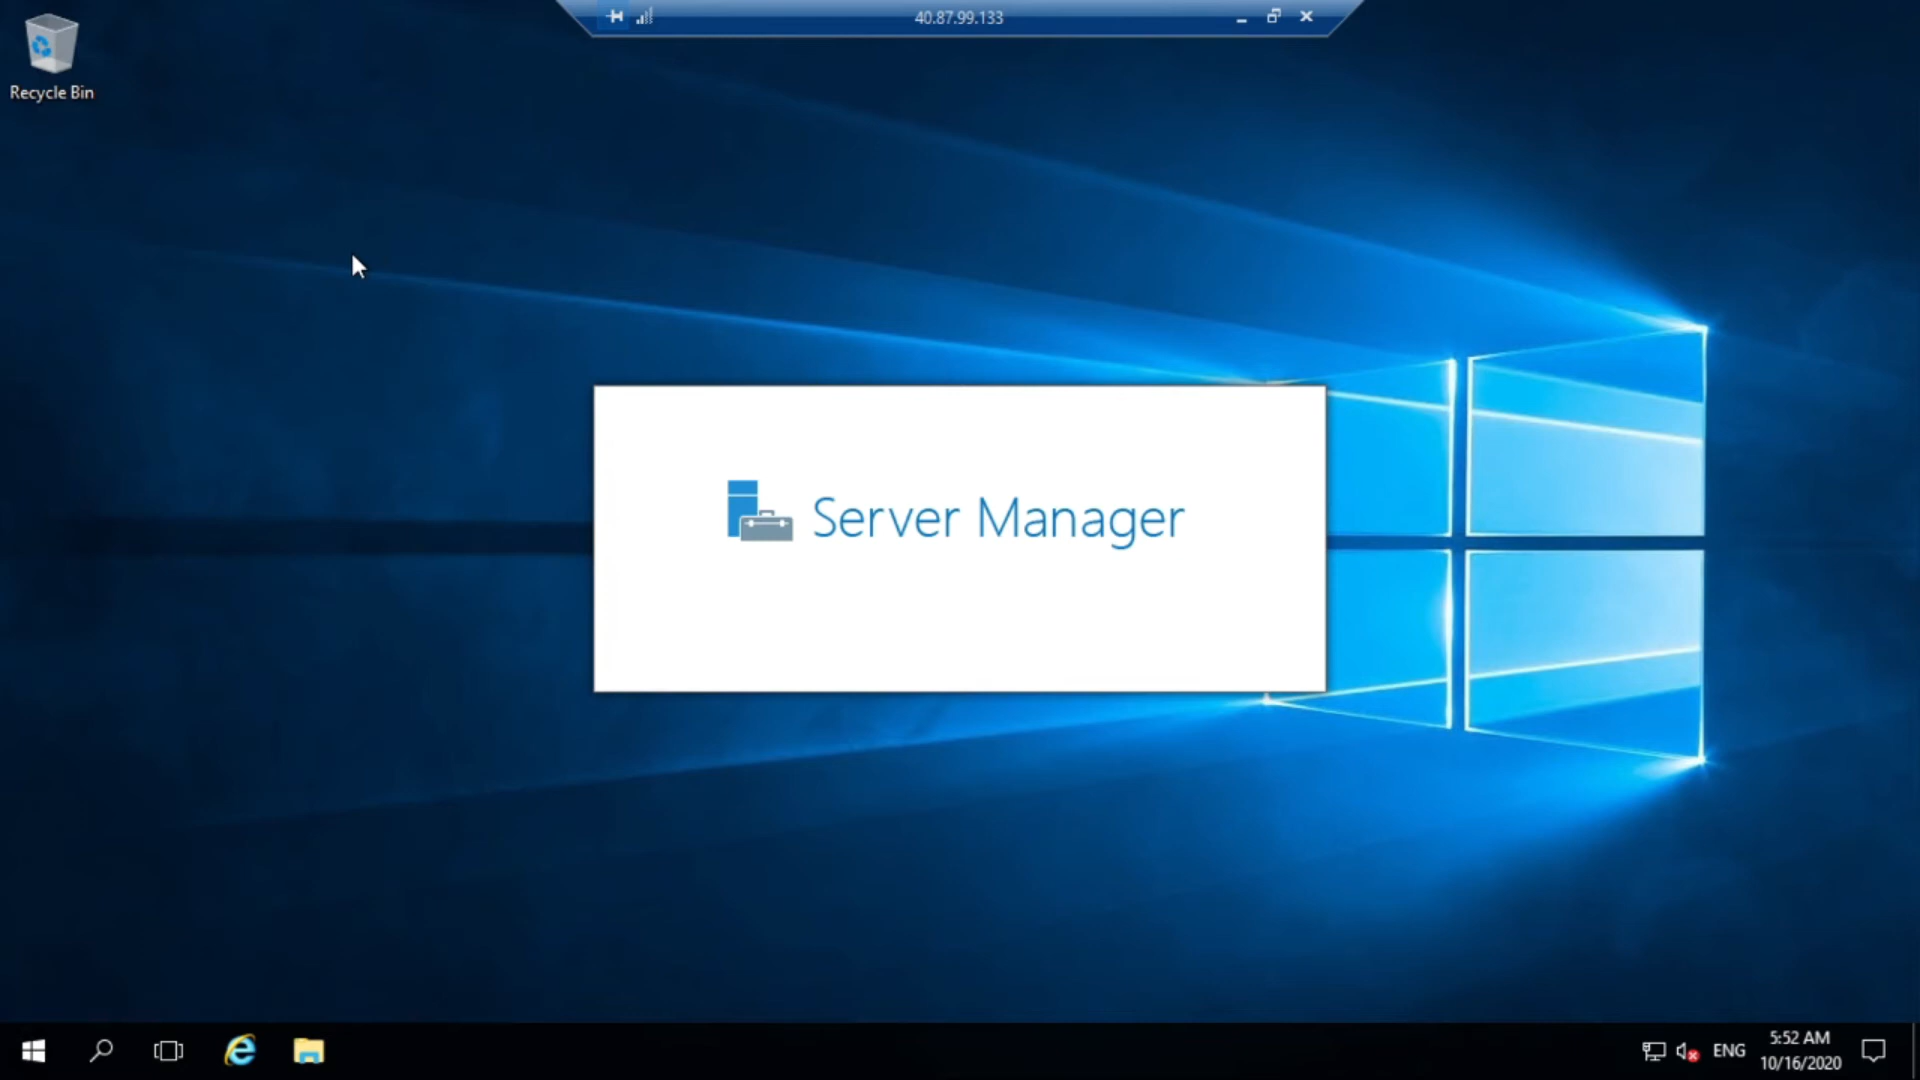 40.87.99.133
Recycle Bin
Server Manager
ENG
5:52 AM
10/16/2020